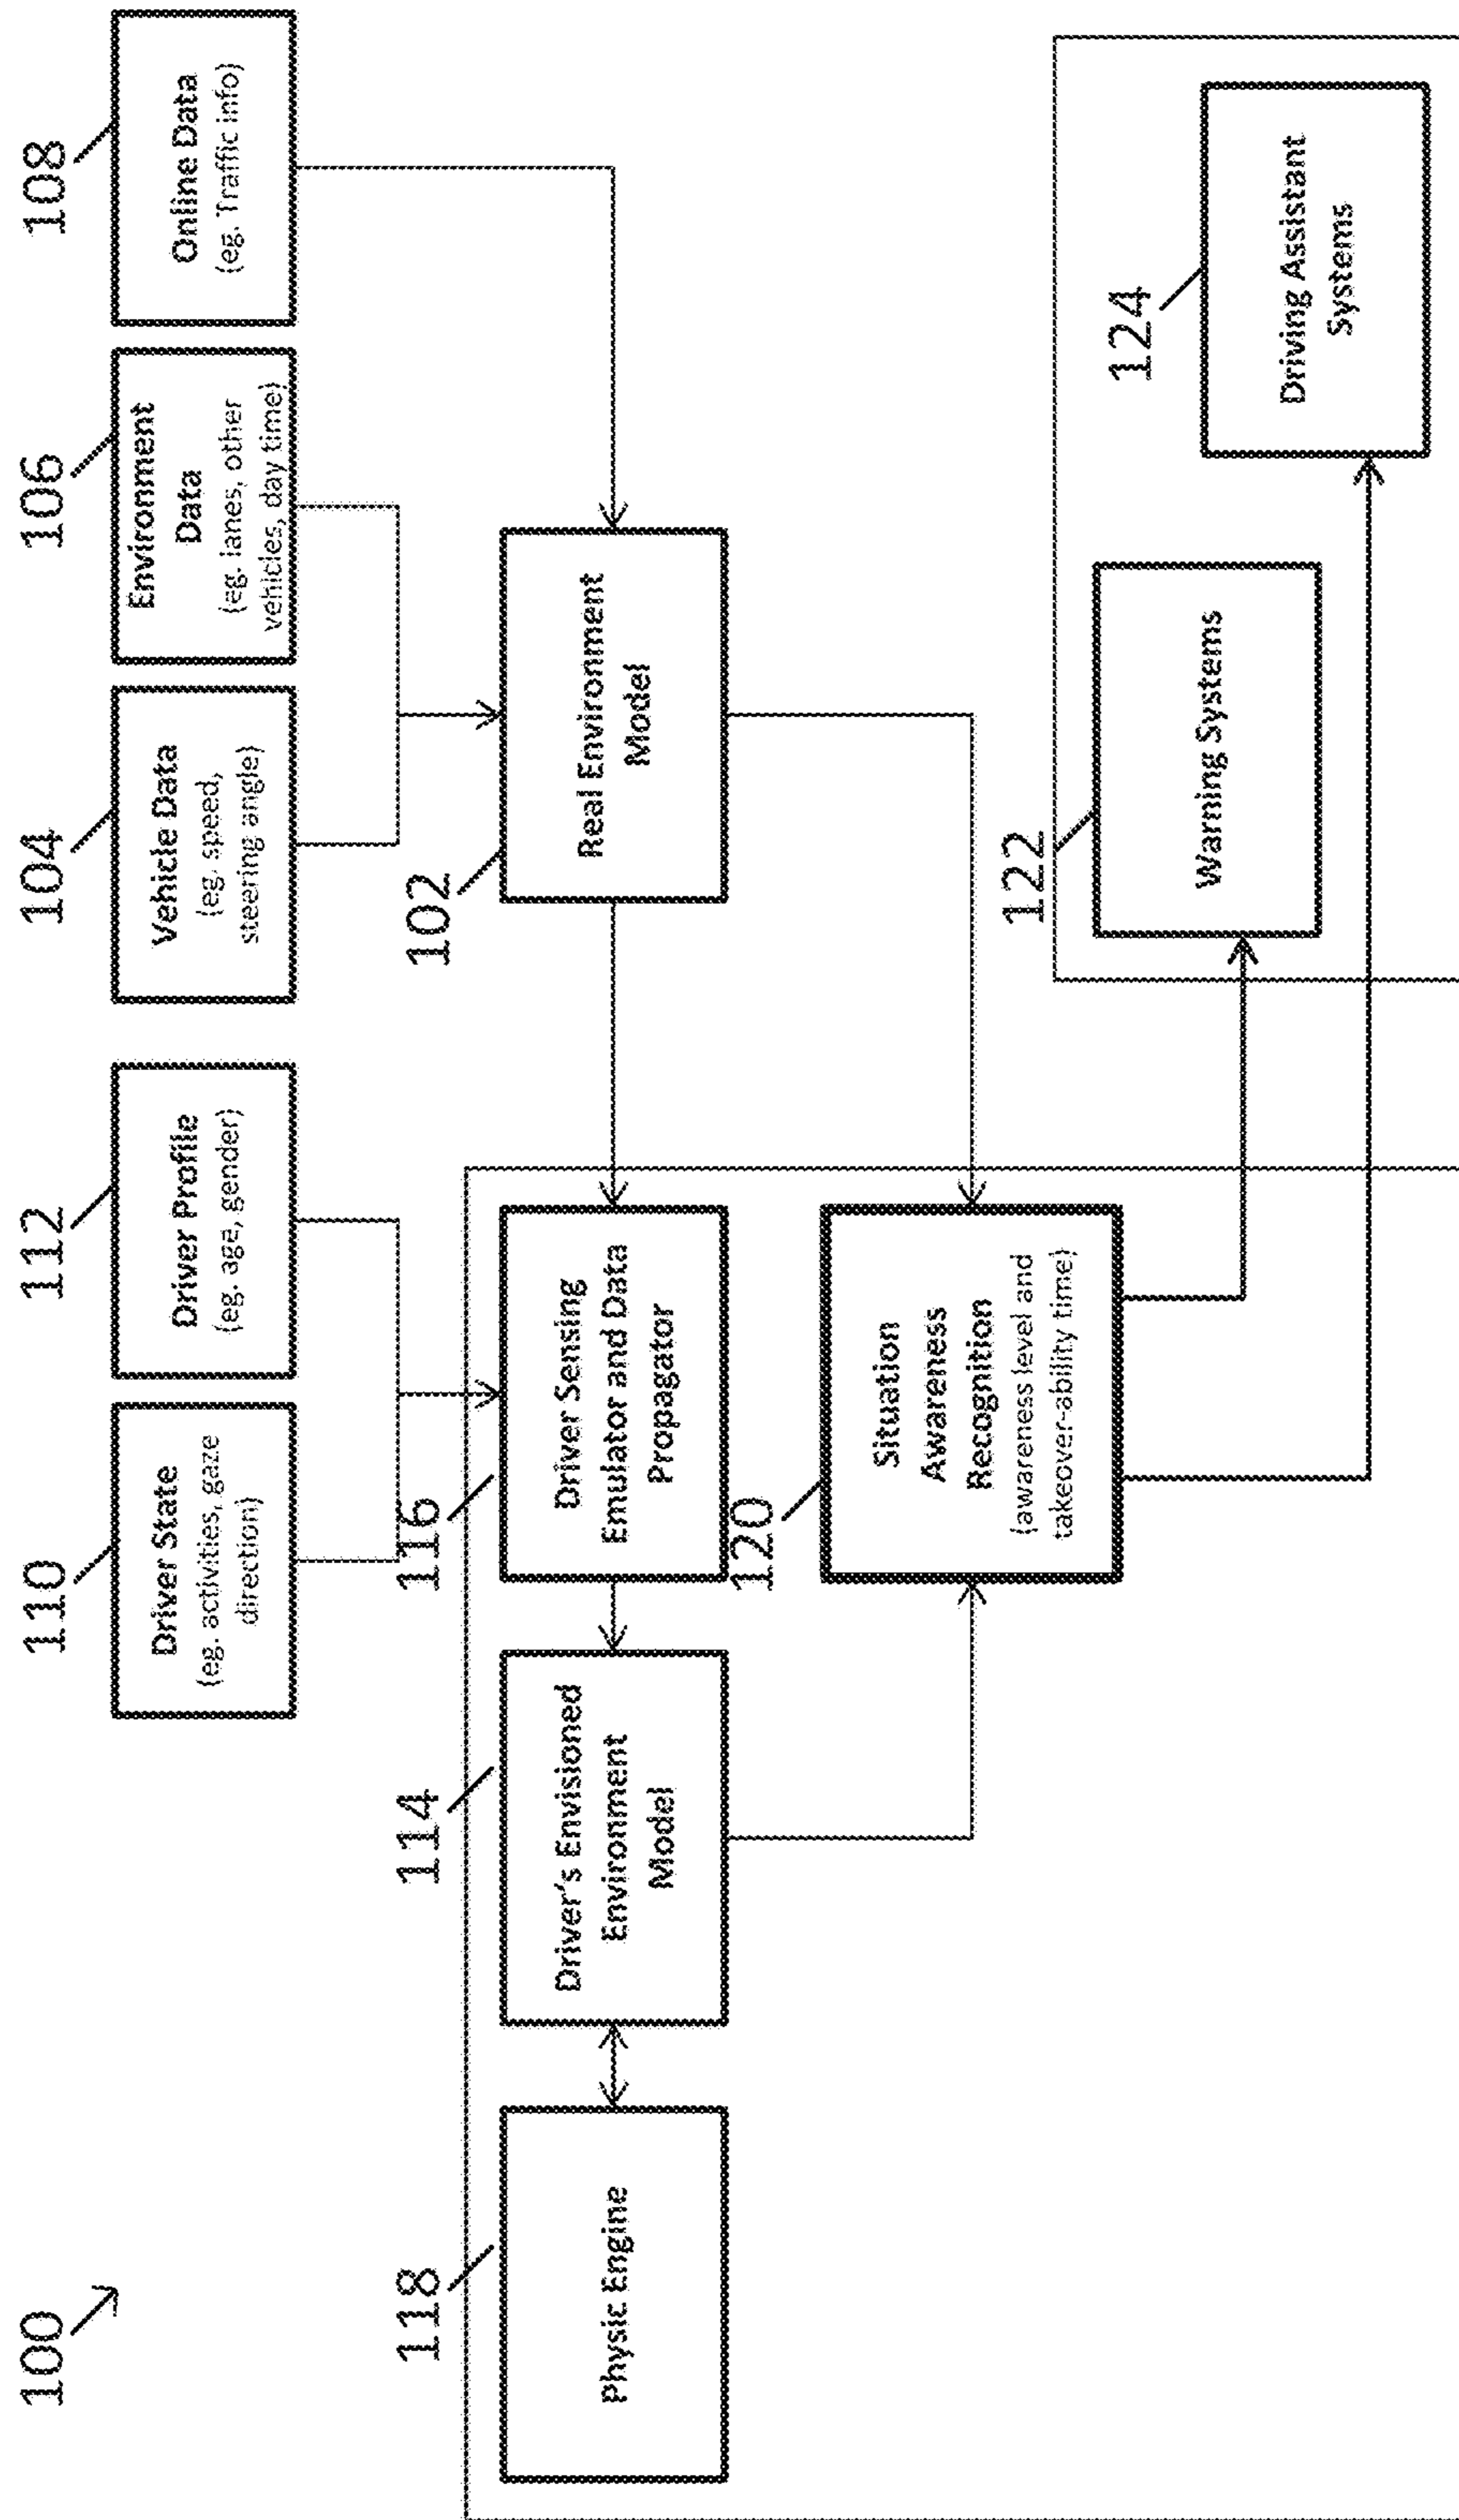 100
110
112
104
106
108
Driver State
(eg. activities, gaze
direction)
Driver Profile
(eg. age, gender)
Vehicle Data
(eg. speed,
steering angle)
Environment
Data
(eg. lanes, other
vehicles, day time)
Online Data
(eg. Traffic info)
118
114
116
102
Physic Engine
Driver's Envisioned
Environment
Model
Driver Sensing
Emulator and Data
Propagator
Real Environment
Model
120
Situation
Awareness
Recognition
(awareness level and
takeover-ability time)
122
Warning Systems
124
Driving Assistant
Systems